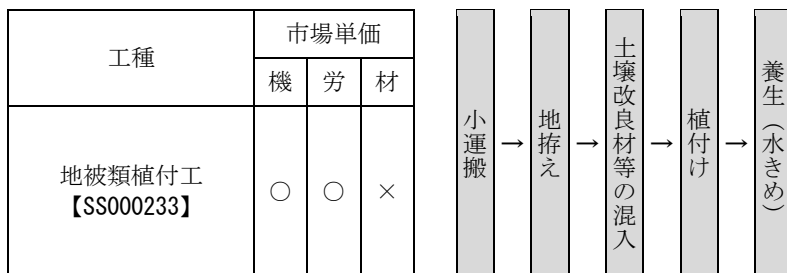 工種
市場単価
機 労 材
地被類植付工
【SS000233】
○ ○ ×
小運搬
→
地拵え
→
土壌改良材等の混入
→
植付け
→
養生（水きめ）